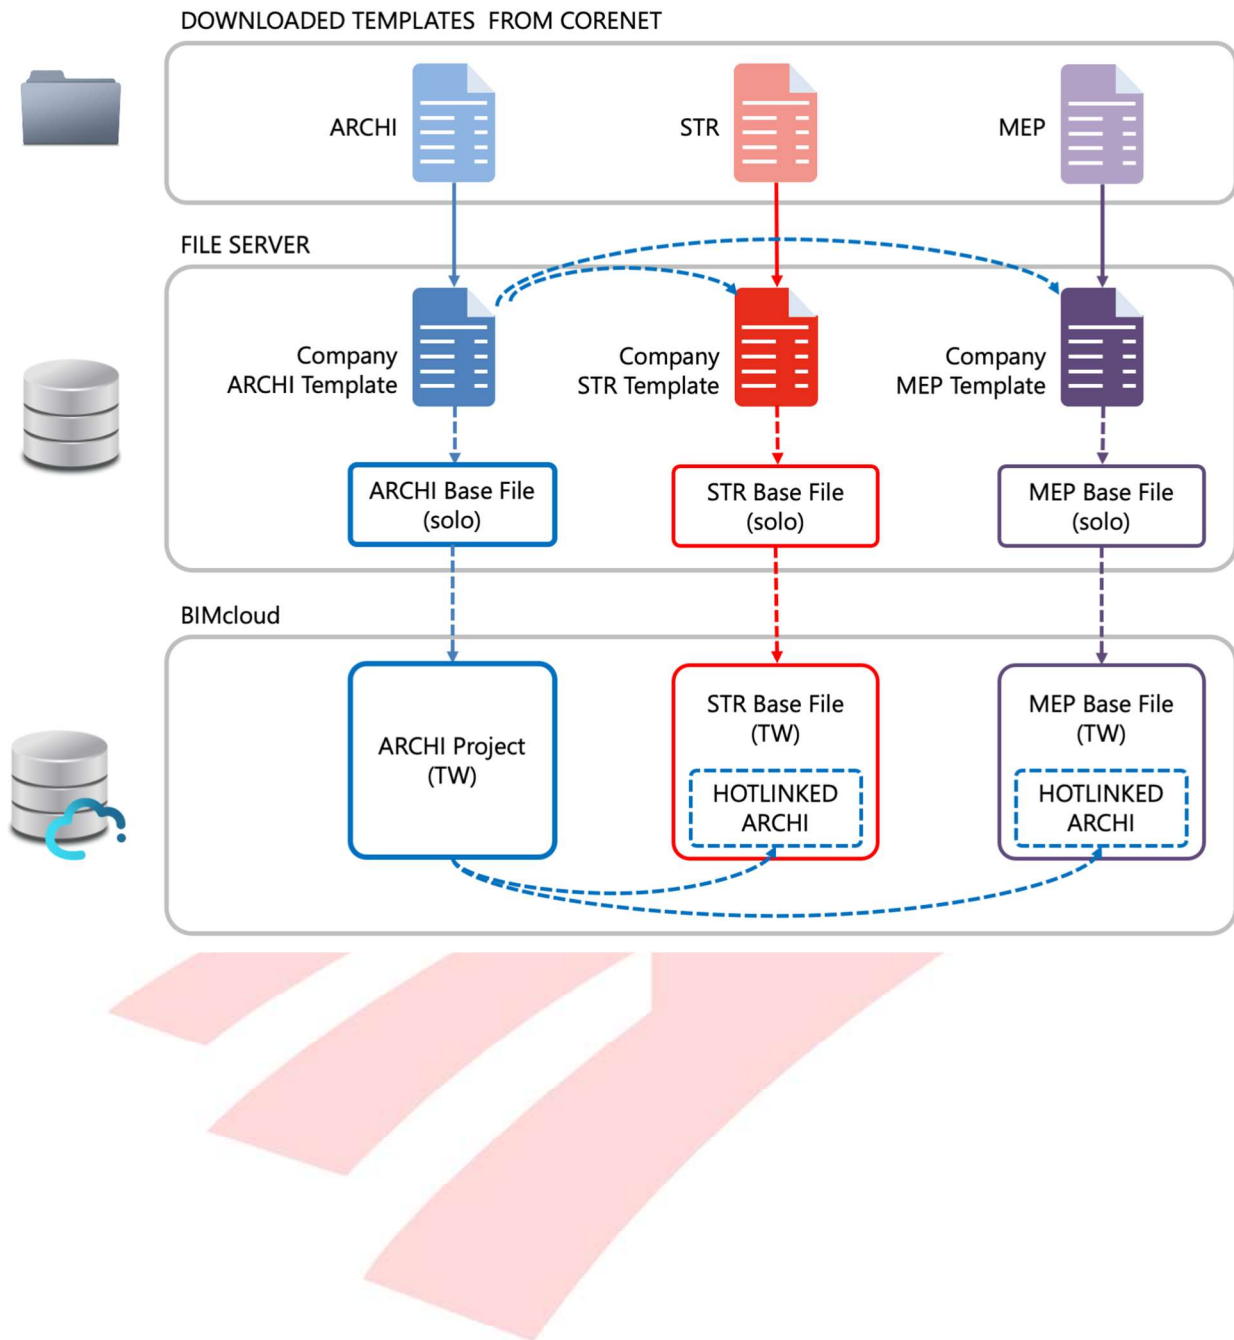 DOWNLOADED TEMPLATES FROM CORENET
ARCHI
STR
MEP
FILE SERVER
Company
ARCHI Template
Company
STR Template
Company
MEP Template
ARCHI Base File
(solo)
STR Base File
(solo)
MEP Base File
(solo)
BIMcloud
ARCHI Project
(TW)
STR Base File
(TW)
HOTLINKED
ARCHI
MEP Base File
(TW)
HOTLINKED
ARCHI